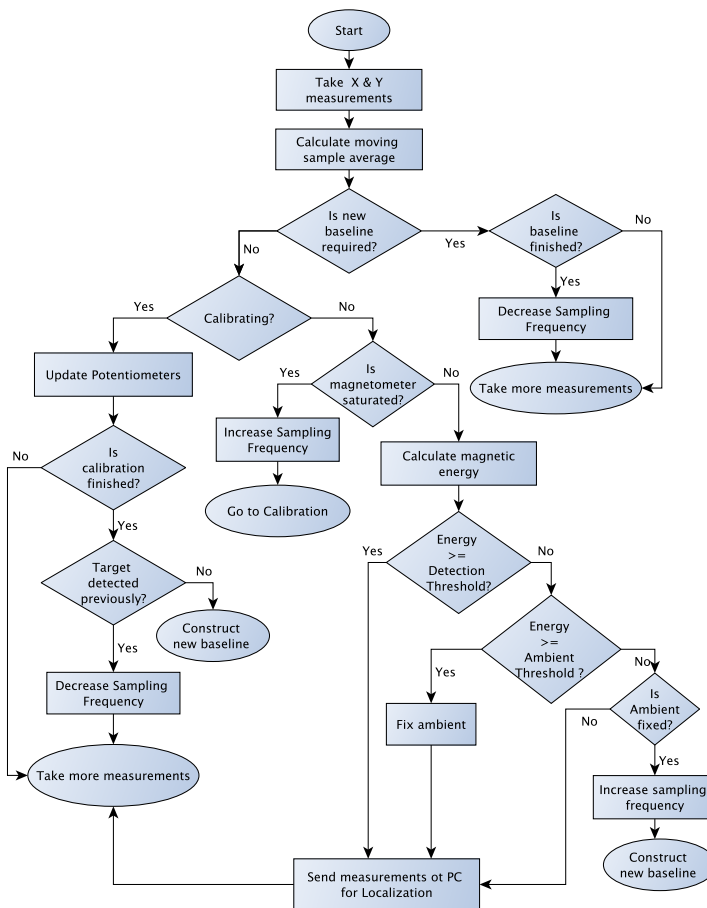 Start
Take X & Y
measurements
Calculate moving
sample average
Is new
baseline
required?
Yes
No
Is
baseline
finished?
No
Yes
Decrease Sampling
Frequency
Take more measurements
Calibrating?
Yes
No
Update Potentiometers
Is
magnetometer
saturated?
Yes
No
Increase Sampling
Frequency
Go to Calibration
Calculate magnetic
energy
Is
calibration
finished?
No
Yes
Target
detected
previously?
No
Yes
Construct
new baseline
Decrease Sampling
Frequency
Take more measurements
Energy
>=
Detection
Threshold?
Yes
No
Energy
>=
Ambient
Threshold ?
Yes
No
Fix ambient
Is
Ambient
fixed?
No
Yes
Increase sampling
frequency
Construct
new baseline
Send measurements ot PC
for Localization